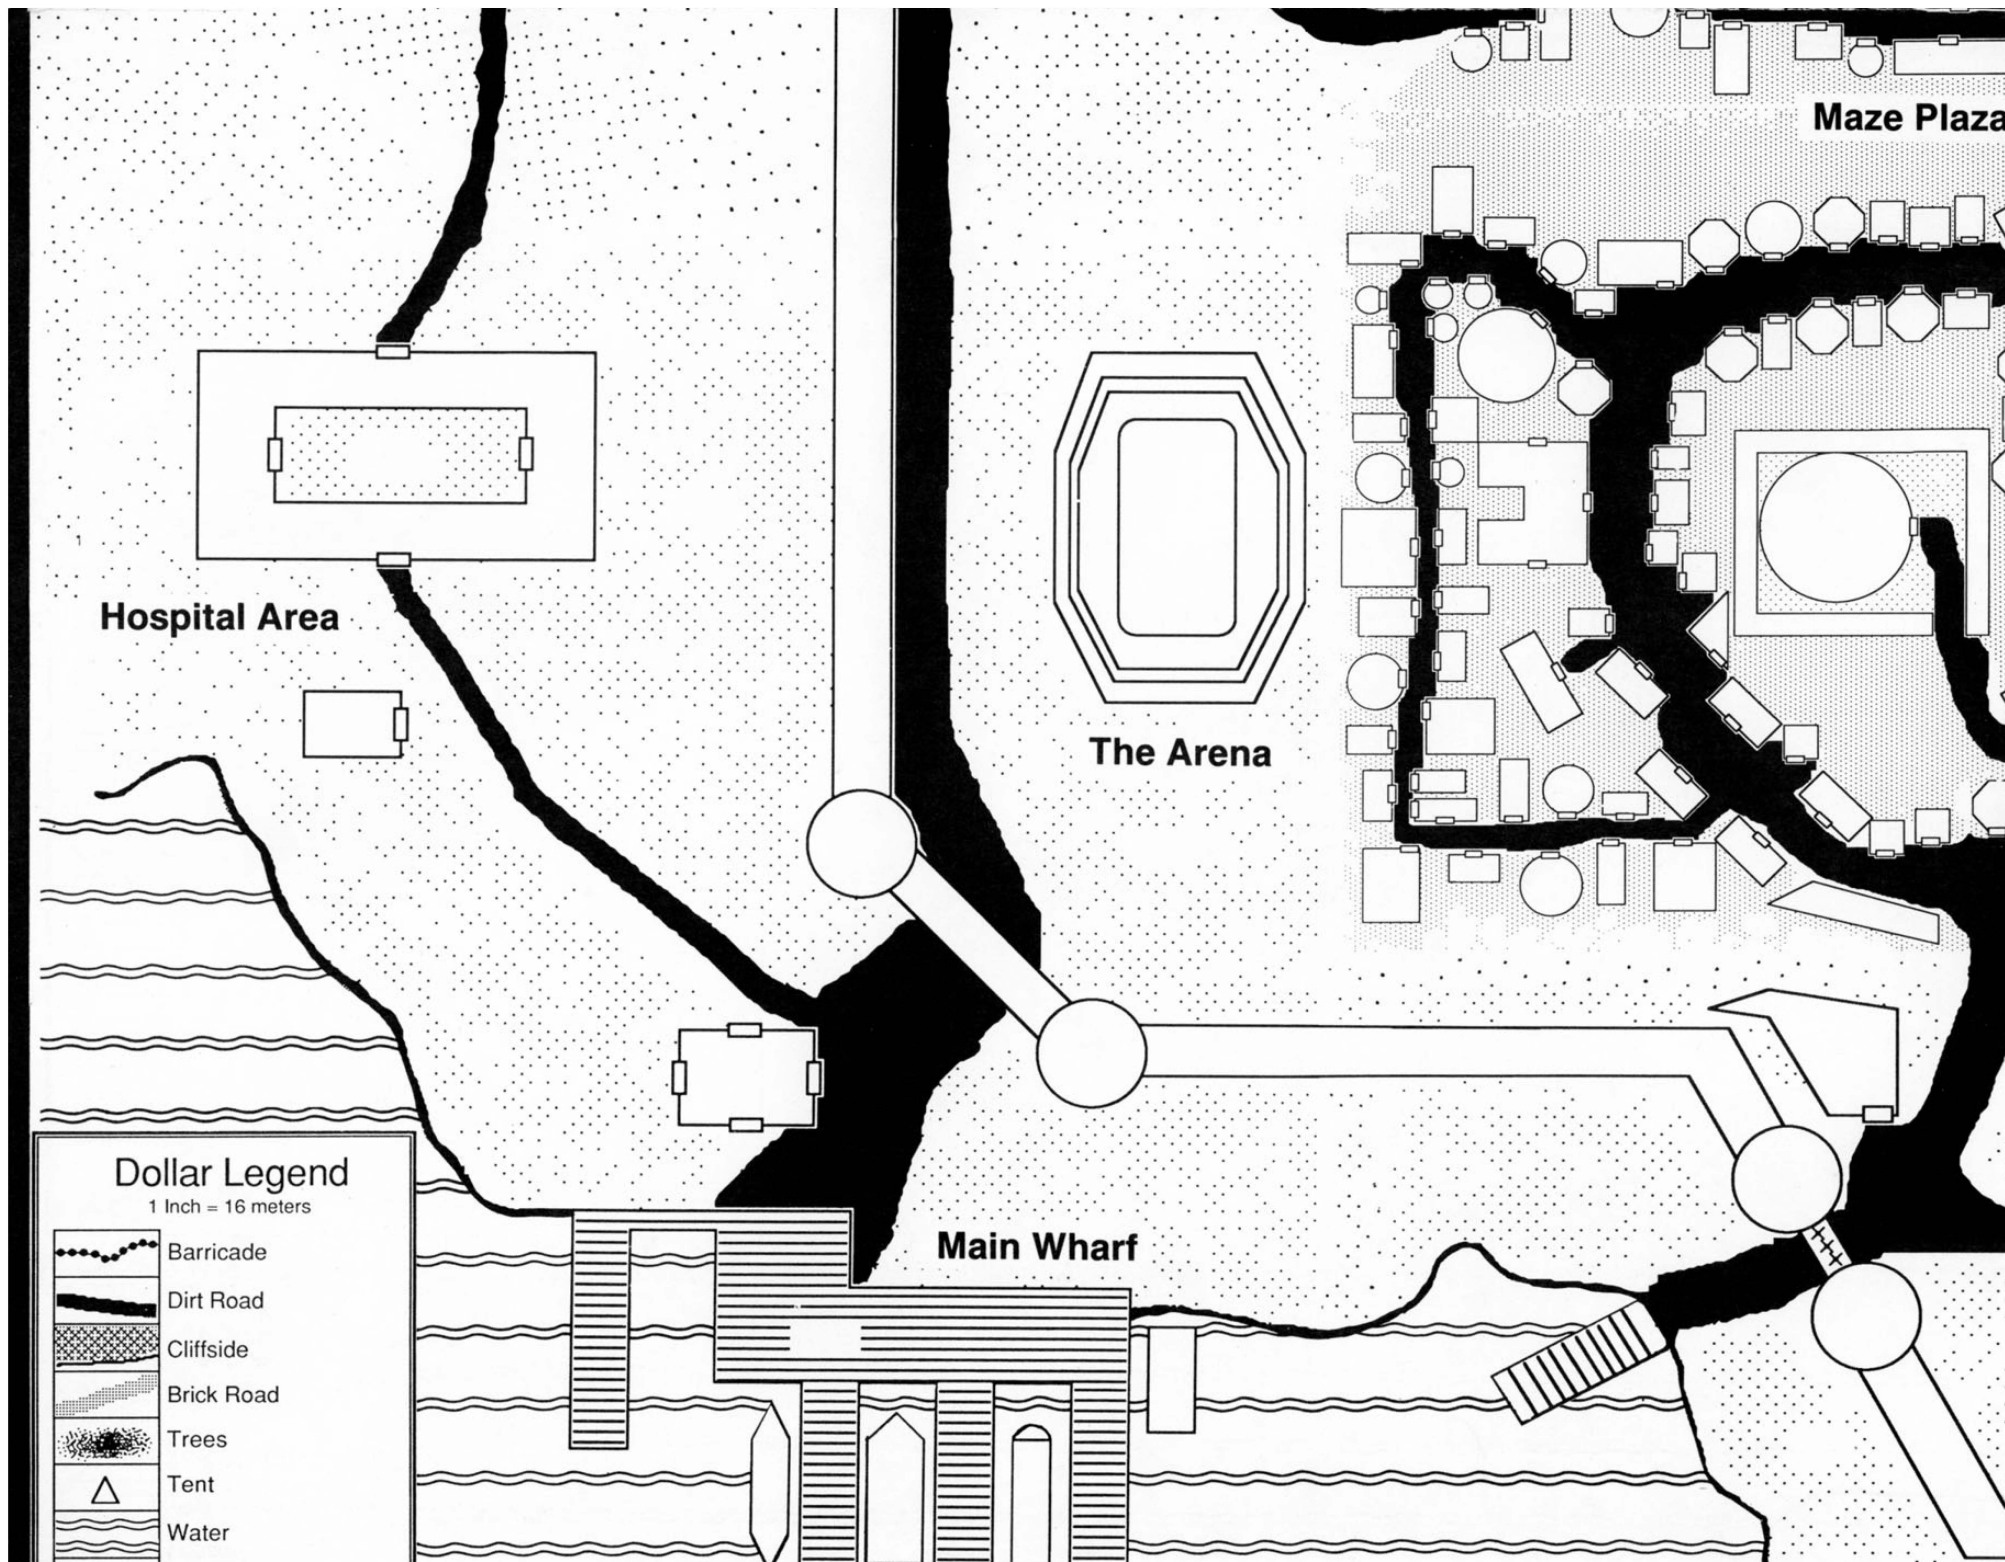 Maze Plaza
Hospital Area
The Arena
Main Wharf
Dollar Legend
1 Inch = 16 meters
Barricade
Dirt Road
Cliffside
Brick Road
Trees
Tent
Water